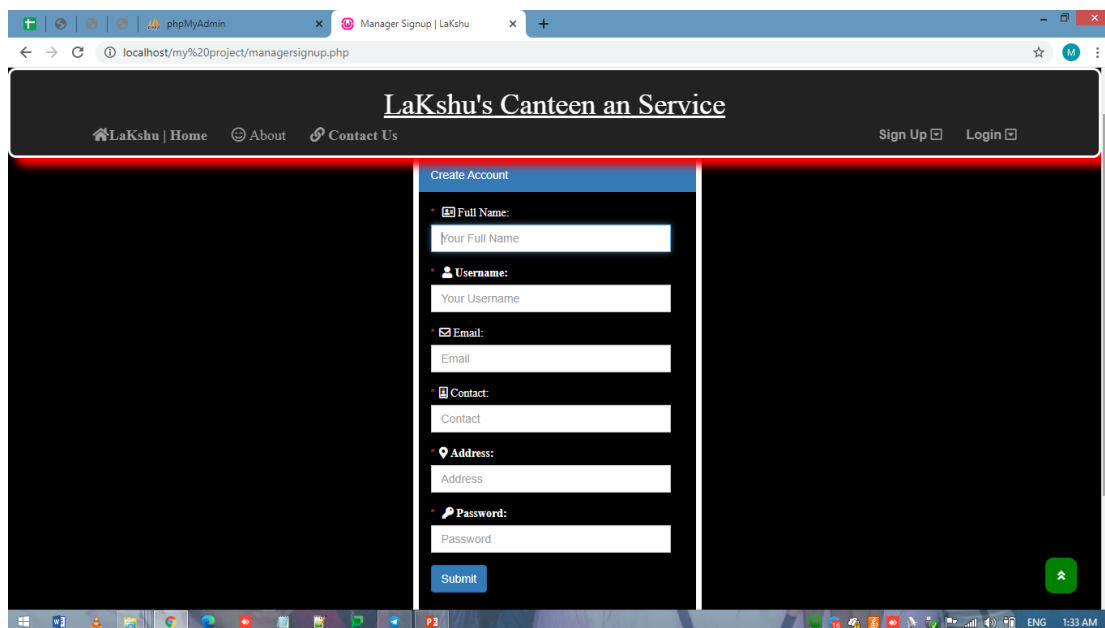 phpMyAdmin
Manager Signup | LaKshu
localhost/my%20project/managersignup.php
M
LaKshu's Canteen an Service
LaKshu | Home About Contact Us Sign Up Login
Create Account
* Full Name:
Your Full Name
* Username:
Your Username
* Email:
Email
* Contact:
Contact
* Address:
Address
* Password:
Password
Submit
16 ENG 1:33 AM